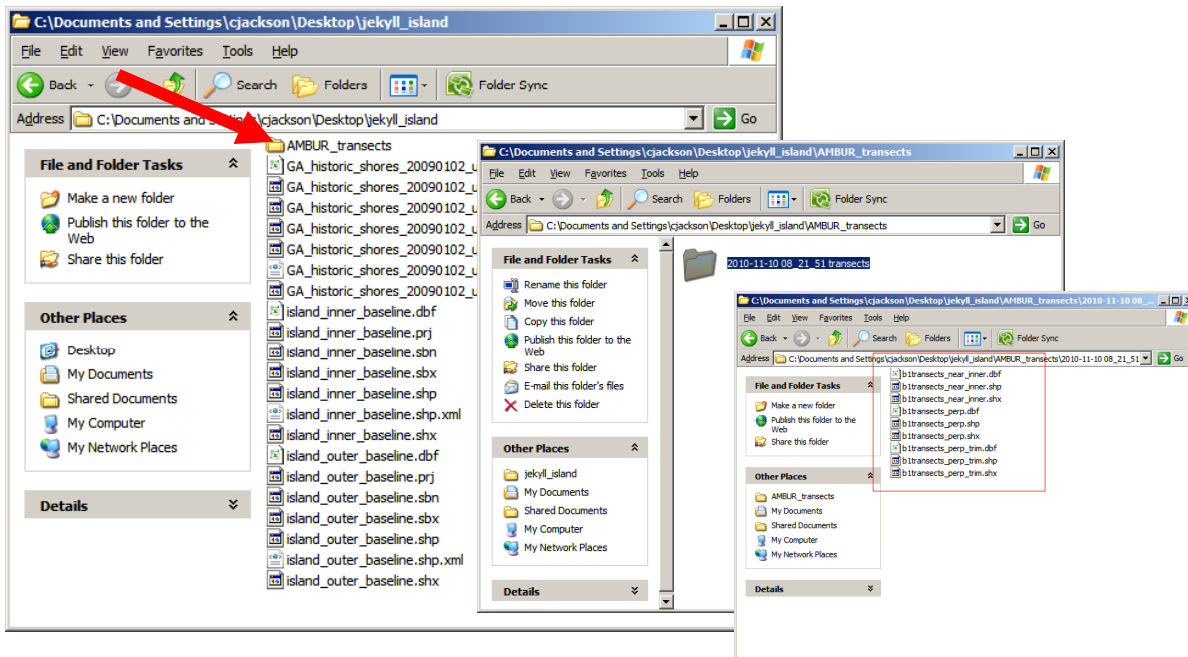 C:\Documents and Settings\cjackson\Desktop\jekyll_island
File Edit View Favorites Tools Help
Back Search Folders Folder Sync
Address C:\Documents and Settings\cjackson\Desktop\jekyll_island Go
File and Folder Tasks
Make a new folder
Publish this folder to the
Web
Share this folder
Other Places
Desktop
My Documents
Shared Documents
My Computer
My Network Places
Details
AMBUR_transects
GA_historic_shores_20090102_u
GA_historic_shores_20090102_u
GA_historic_shores_20090102_u
GA_historic_shores_20090102_u
GA_historic_shores_20090102_u
GA_historic_shores_20090102_u
GA_historic_shores_20090102_u
island_inner_baseline.dbf
island_inner_baseline.prj
island_inner_baseline.sbn
island_inner_baseline.sbx
island_inner_baseline.shp
island_inner_baseline.shp.xml
island_inner_baseline.shx
island_outer_baseline.dbf
island_outer_baseline.prj
island_outer_baseline.sbn
island_outer_baseline.sbx
island_outer_baseline.shp
island_outer_baseline.shp.xml
island_outer_baseline.shx
C:\Documents and Settings\cjackson\Desktop\jekyll_island\AMBUR_transects
File Edit View Favorites Tools Help
Back Search Folders Folder Sync
Address C:\Documents and Settings\cjackson\Desktop\jekyll_island\AMBUR_transects Go
File and Folder Tasks
Rename this folder
Move this folder
Copy this folder
Publish this folder to the
Web
Share this folder
E-mail this folder's files
Delete this folder
Other Places
jekyll_island
My Documents
Shared Documents
My Computer
My Network Places
Details
2010-11-10 08_21_51 transects
C:\Documents and Settings\cjackson\Desktop\jekyll_island\AMBUR_transects\2010-11-10 08_...
File Edit View Favorites Tools Help
Back Search Folders Folder Sync
Address C:\Documents and Settings\cjackson\Desktop\jekyll_island\AMBUR_transects\2010-11-10 08_21_51 Go
File and Folder Tasks
Make a new folder
Publish this folder to the
Web
Share this folder
Other Places
AMBUR_transects
My Documents
Shared Documents
My Computer
My Network Places
Details
b1transects_near_inner.dbf
b1transects_near_inner.shp
b1transects_near_inner.shx
b1transects_perp.dbf
b1transects_perp.shp
b1transects_perp.shx
b1transects_perp_trim.dbf
b1transects_perp_trim.shp
b1transects_perp_trim.shx